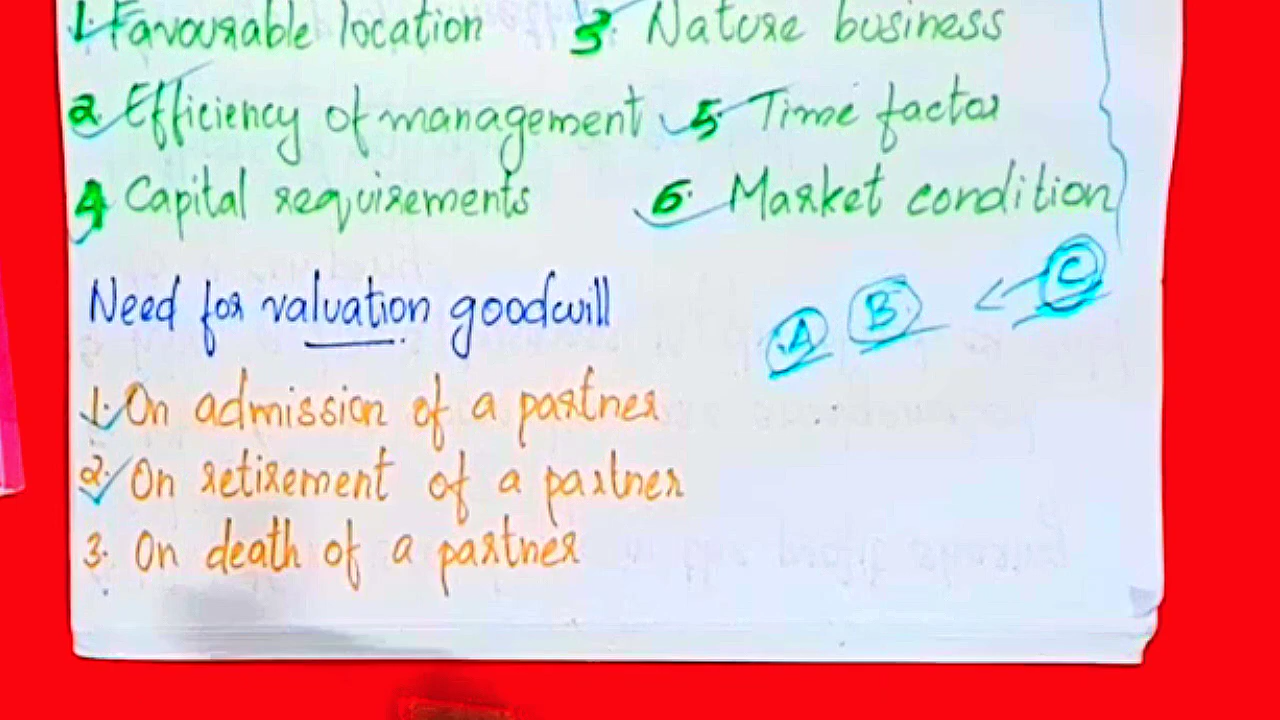 1. Favourable location 3. Nature business
2. Efficiency of management 5. Time factor
4 Capital requirements 6. Market condition
Need for valuation goodwill
A B C
1. On admission of a partner
2. On retirement of a partner
3. On death of a partner